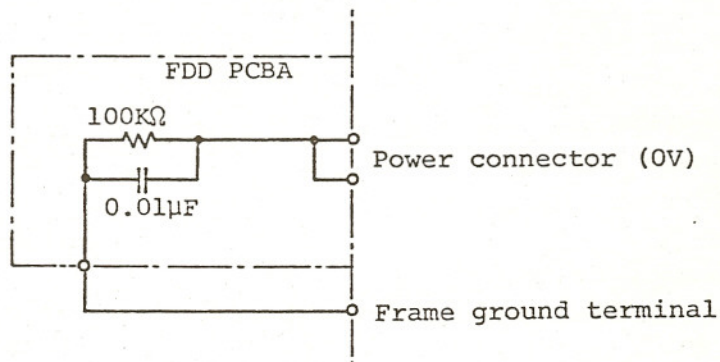 FDD PCBA
100KΩ
0.01μF
Power connector (0V)
Frame ground terminal